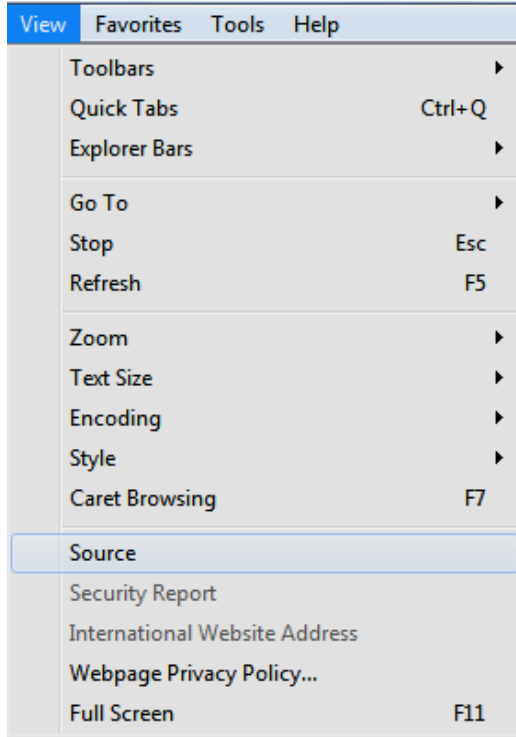 View Favorites Tools Help
Toolbars
Quick Tabs Ctrl+Q
Explorer Bars
Go To
Stop Esc
Refresh F5
Zoom
Text Size
Encoding
Style
Caret Browsing F7
Source
Security Report
International Website Address
Webpage Privacy Policy...
Full Screen F11